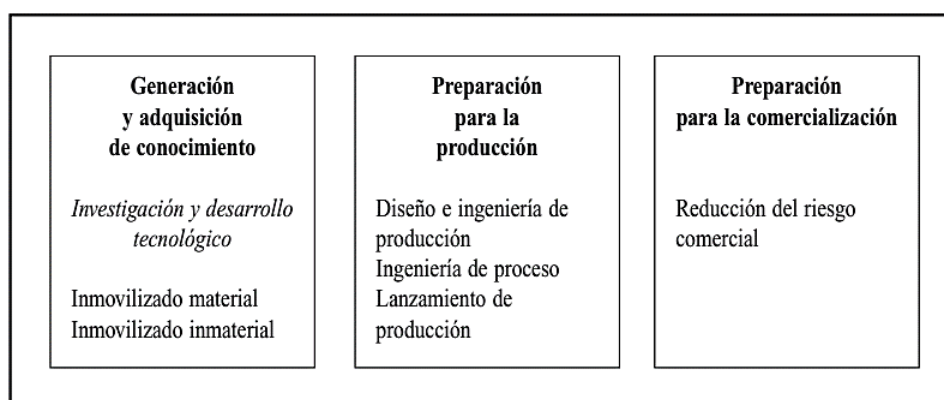 Generación
y adquisición
de conocimiento
Investigación y desarrollo
tecnológico
Inmovilizado material
Inmovilizado inmaterial
Preparación
para la
producción
Diseño e ingeniería de
producción
Ingeniería de proceso
Lanzamiento de
producción
Preparación
para la comercialización
Reducción del riesgo
comercial